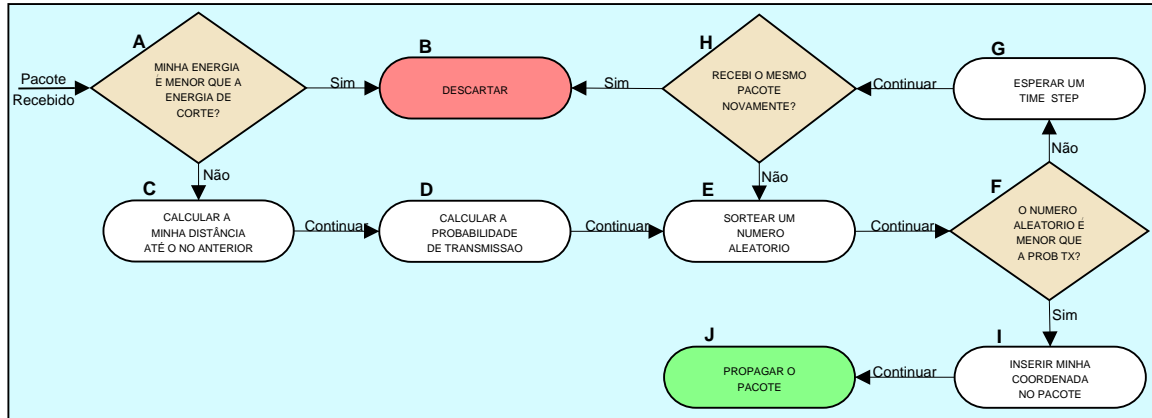 A
MINHA ENERGIA
É MENOR QUE A
ENERGIA DE
CORTE?
Pacote
Recebido
Sim
B
DESCARTAR
Sim
H
RECEBI O MESMO
PACOTE
NOVAMENTE?
Continuar
G
ESPERAR UM
TIME STEP
Não
Não
Não
C
CALCULAR A
MINHA DISTÂNCIA
ATÉ O NO ANTERIOR
Continuar
D
CALCULAR A
PROBABILIDADE
DE TRANSMISSAO
Continuar
E
SORTEAR UM
NUMERO
ALEATORIO
Continuar
F
O NUMERO
ALEATORIO É
MENOR QUE
A PROB TX?
Sim
J
PROPAGAR O
PACOTE
Continuar
I
INSERIR MINHA
COORDENADA
NO PACOTE